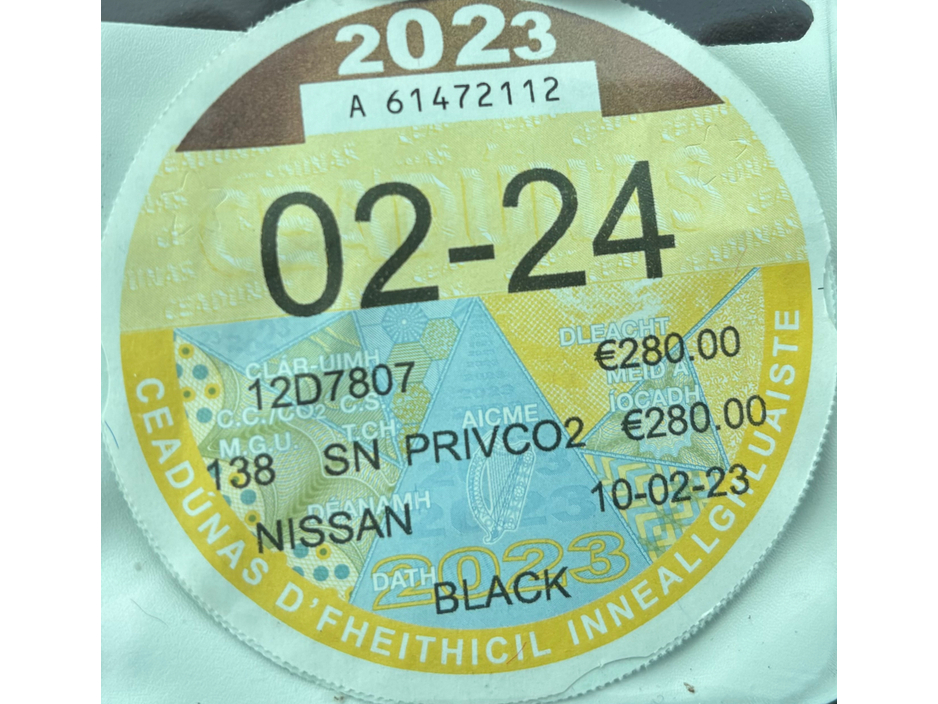 2023
A 61472112
02-24
DLEACHT
€280.00
CLÁR-UIMH
12D7807
MÉID A
ÍOCADH
€280.00
C.C./CO2 C.S.
M.G.U. T.CH
AICME
138 SN PRIVCO2
DÉANAMH
10-02-23
NISSAN
2023
DATH
BLACK
CEADÚNAS D'FHEITHICIL INNEALLGHLUAISTE